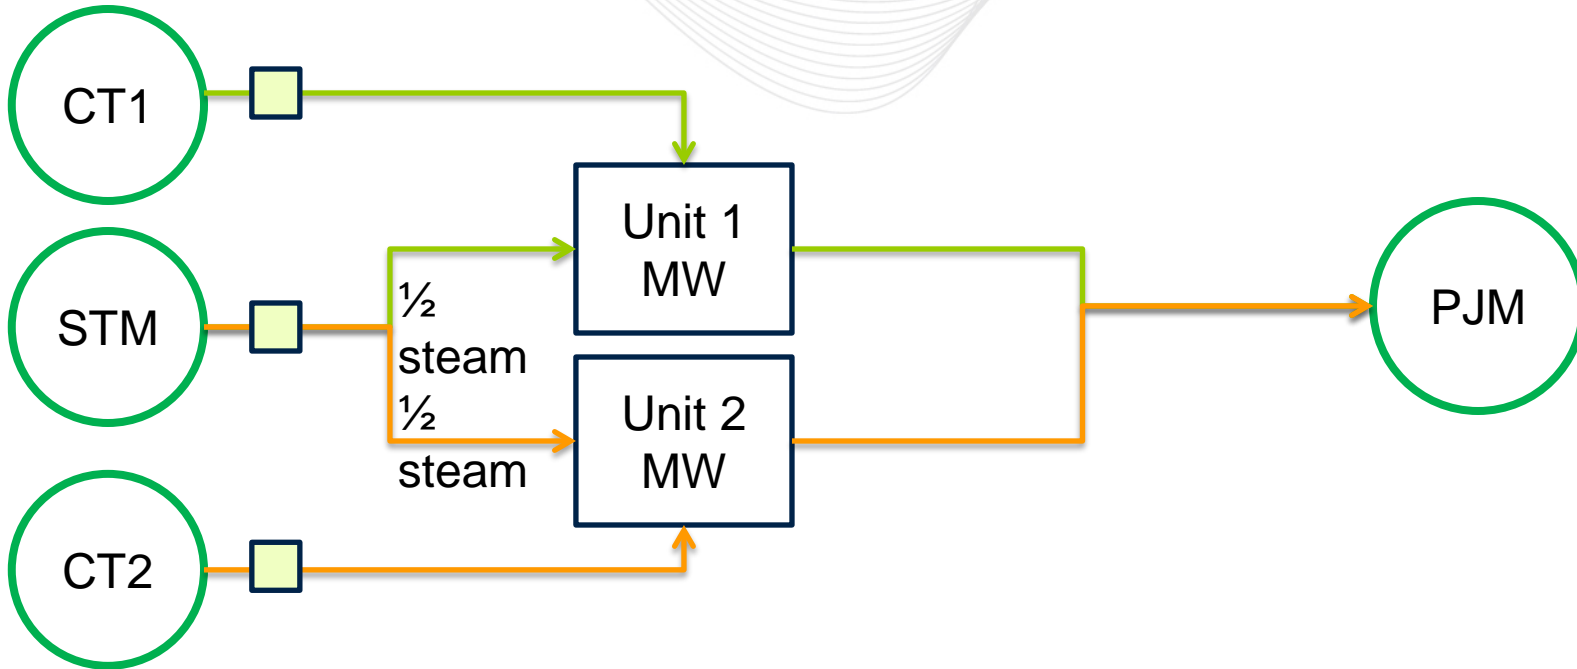 CT1
Unit 1
MW
½
steam
STM
PJM
½
steam
Unit 2
MW
CT2